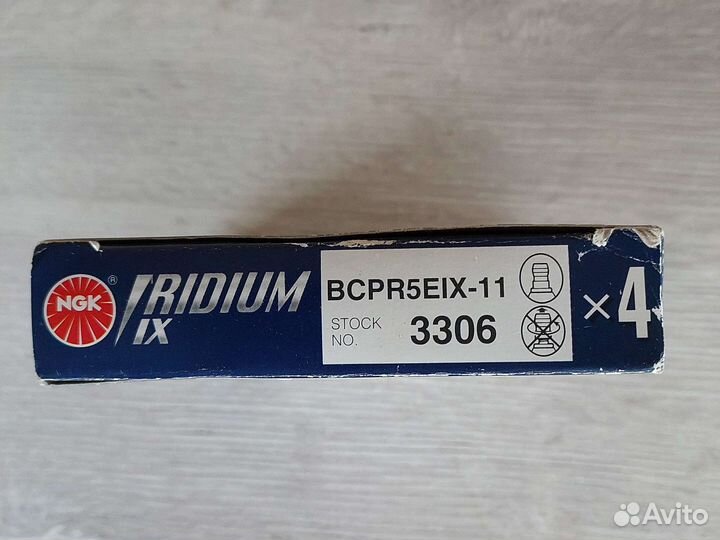 NGK
®
IRIDIUM
IX
BCPR5EIX-11
STOCK
NO. 3306
×4
Avito